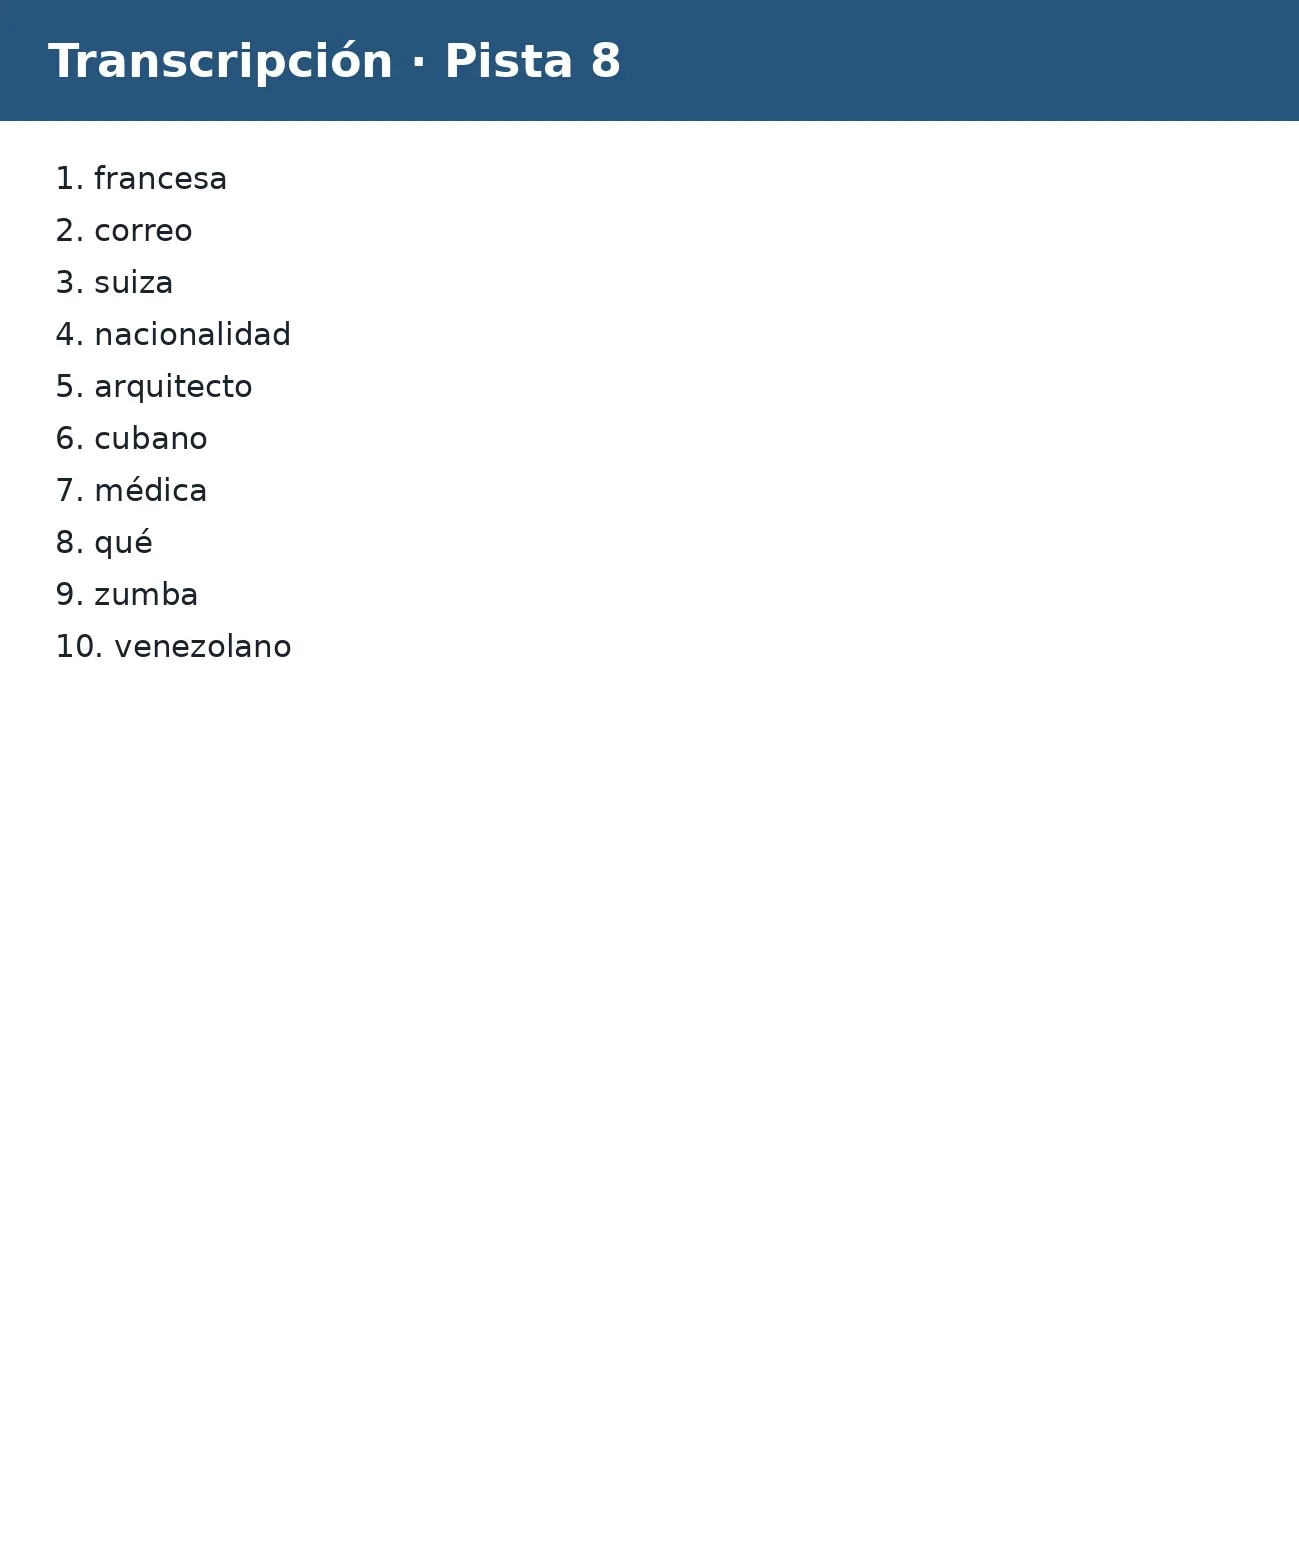 Transcripción · Pista 8
1. francesa
2. correo
3. suiza
4. nacionalidad
5. arquitecto
6. cubano
7. médica
8. qué
9. zumba
10. venezolano